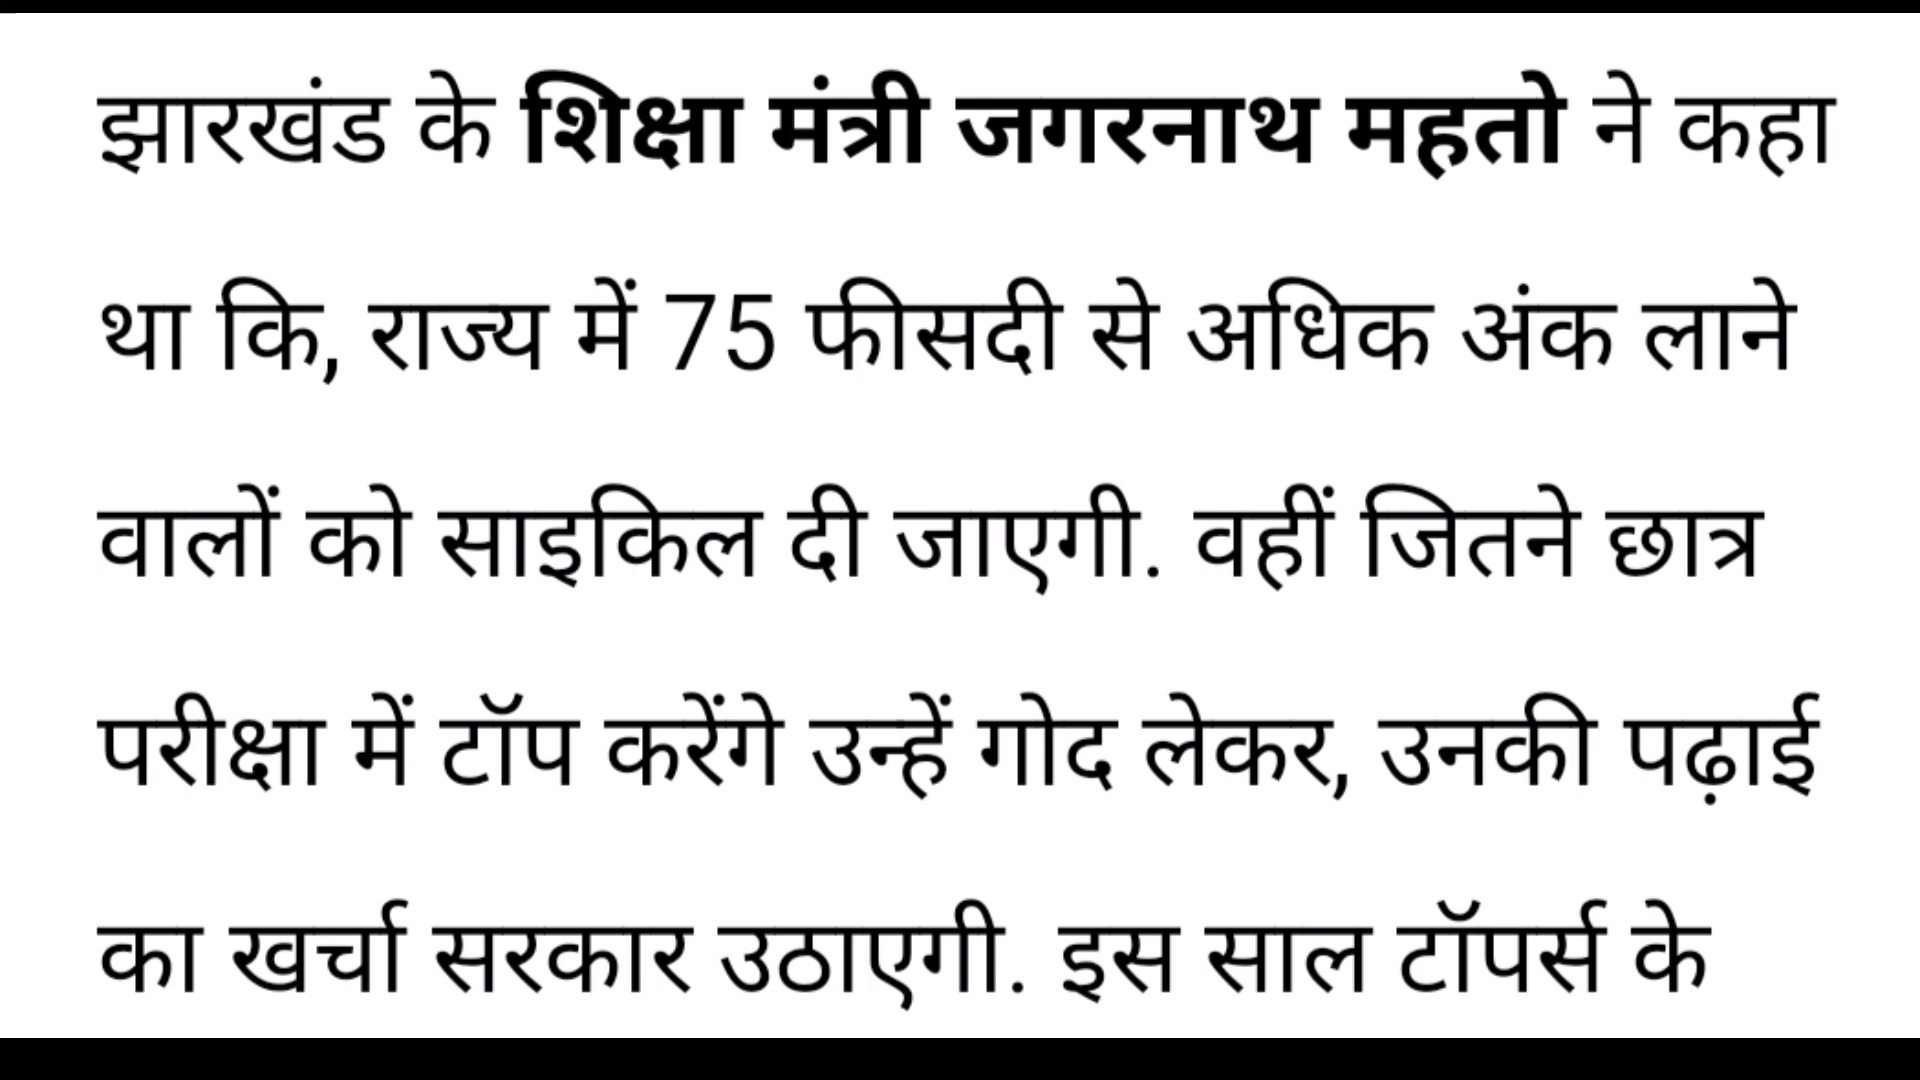 झारखंड के शिक्षा मंत्री जगरनाथ महतो ने कहा
था कि, राज्य में 75 फीसदी से अधिक अंक लाने
वालों को साइकिल दी जाएगी. वहीं जितने छात्र
परीक्षा में टॉप करेंगे उन्हें गोद लेकर, उनकी पढ़ाई
का खर्चा सरकार उठाएगी. इस साल टॉपर्स के